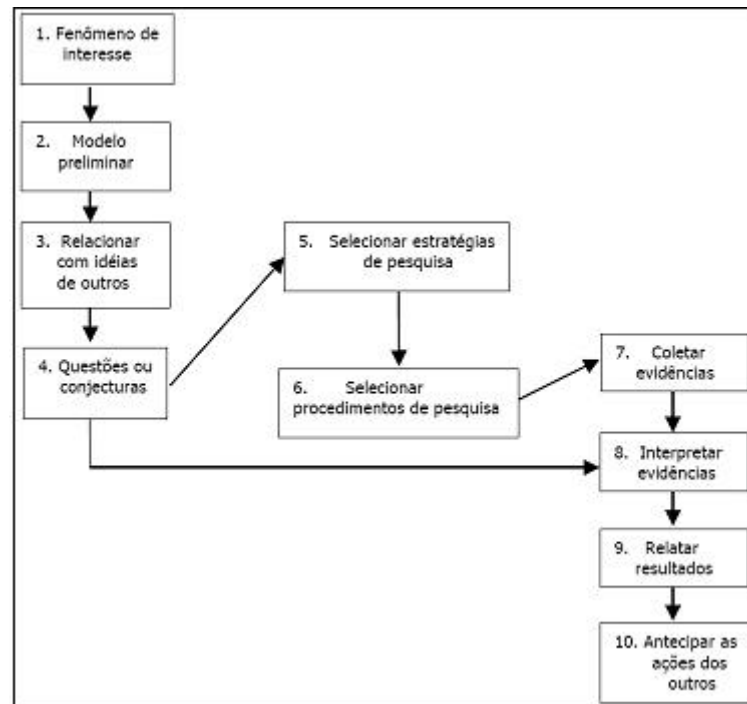 1. Fenômeno de
interesse
2. Modelo
preliminar
3. Relacionar
com idéias
de outros
4. Questões ou
conjecturas
5. Selecionar estratégias
de pesquisa
6. Selecionar
procedimentos de pesquisa
7. Coletar
evidências
8. Interpretar
evidências
9. Relatar
resultados
10. Antecipar as
ações dos
outros